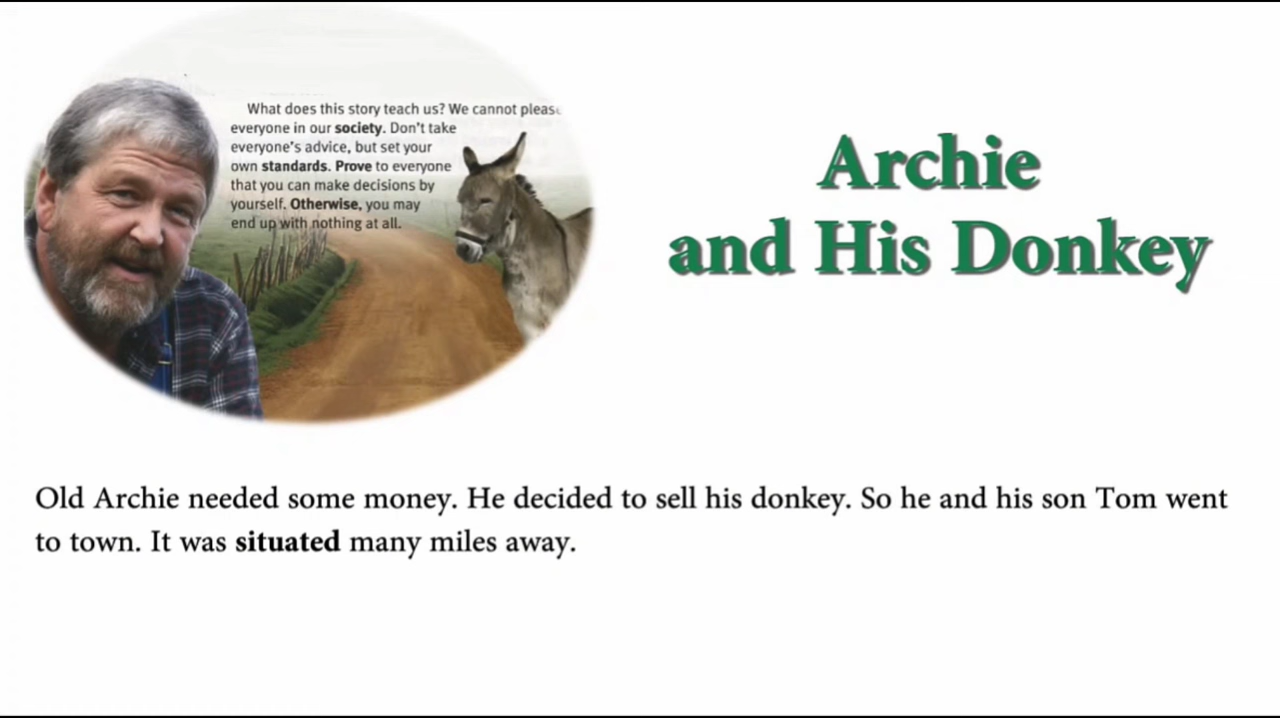 What does this story teach us? We cannot please
everyone in our society. Don't take
everyone's advice, but set your
own standards. Prove to everyone
that you can make decisions by
yourself. Otherwise, you may
end up with nothing at all.
Archie
and His Donkey
Old Archie needed some money. He decided to sell his donkey. So he and his son Tom went
to town. It was situated many miles away.